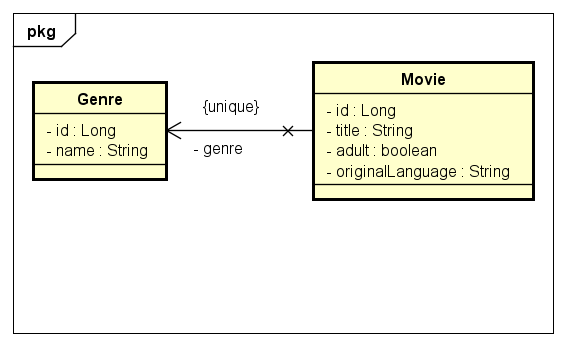 pkg
Genre
- id : Long
- name : String
{unique}
- genre
Movie
- id : Long
- title : String
- adult : boolean
- originalLanguage : String